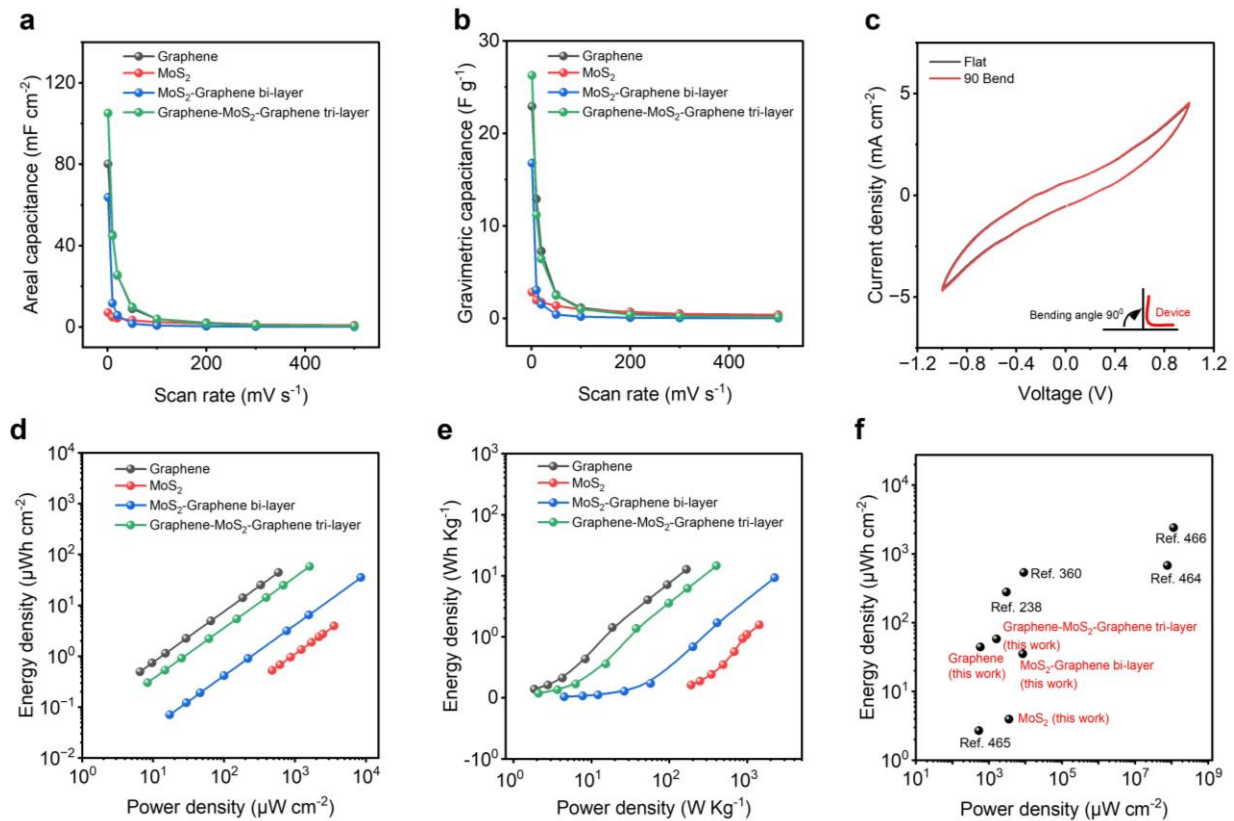 a
Graphene
MoS₂
MoS₂-Graphene bi-layer
Graphene-MoS₂-Graphene tri-layer
120
80
40
0
0
200
400
Areal capacitance (mF cm⁻²)
Scan rate (mV s⁻¹)
b
Graphene
MoS₂
MoS₂-Graphene bi-layer
Graphene-MoS₂-Graphene tri-layer
30
20
10
0
0
200
400
Gravimetric capacitance (F g⁻¹)
Scan rate (mV s⁻¹)
c
Flat
90 Bend
5
0
−5
−1.2
−0.6
0.0
0.6
1.2
Bending angle 90⁰
Device
Current density (mA cm⁻²)
Voltage (V)
d
Graphene
MoS₂
MoS₂-Graphene bi-layer
Graphene-MoS₂-Graphene tri-layer
10⁴
10³
10²
10¹
10⁰
10⁻¹
10⁻²
10⁰
10¹
10²
10³
10⁴
Energy density (µWh cm⁻²)
Power density (µW cm⁻²)
e
Graphene
MoS₂
MoS₂-Graphene bi-layer
Graphene-MoS₂-Graphene tri-layer
10³
10²
10¹
10⁰
0
-10⁰
10⁰
10¹
10²
10³
Energy density (Wh Kg⁻¹)
Power density (W Kg⁻¹)
f
10⁴
10³
10²
10¹
10⁰
10¹
10³
10⁵
10⁷
10⁹
Ref. 466
Ref. 464
Ref. 360
Ref. 238
Graphene-MoS₂-Graphene tri-layer
(this work)
Graphene
(this work)
MoS₂-Graphene bi-layer
(this work)
MoS₂ (this work)
Ref. 465
Energy density (µWh cm⁻²)
Power density (µW cm⁻²)